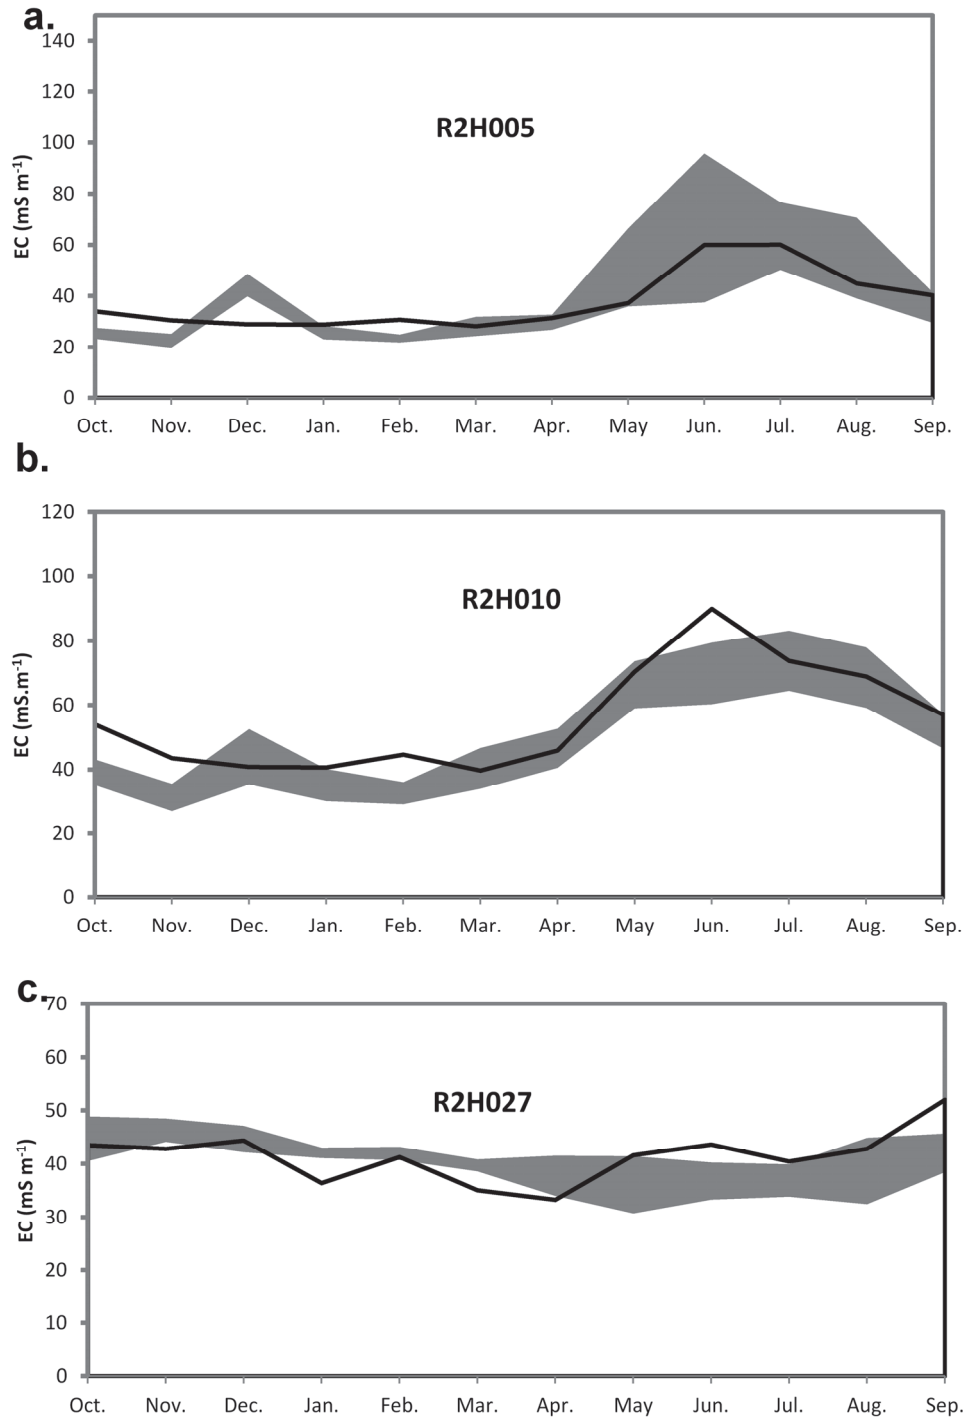 a.
140
120
100
80
60
40
20
0
EC (mS m-1)
R2H005
Oct. Nov. Dec. Jan. Feb. Mar. Apr. May Jun. Jul. Aug. Sep.
b.
120
100
80
60
40
20
0
EC (mS.m-1)
R2H010
Oct. Nov. Dec. Jan. Feb. Mar. Apr. May Jun. Jul. Aug. Sep.
c.
70
60
50
40
30
20
10
0
EC (mS m-1)
R2H027
Oct. Nov. Dec. Jan. Feb. Mar. Apr. May Jun. Jul. Aug. Sep.